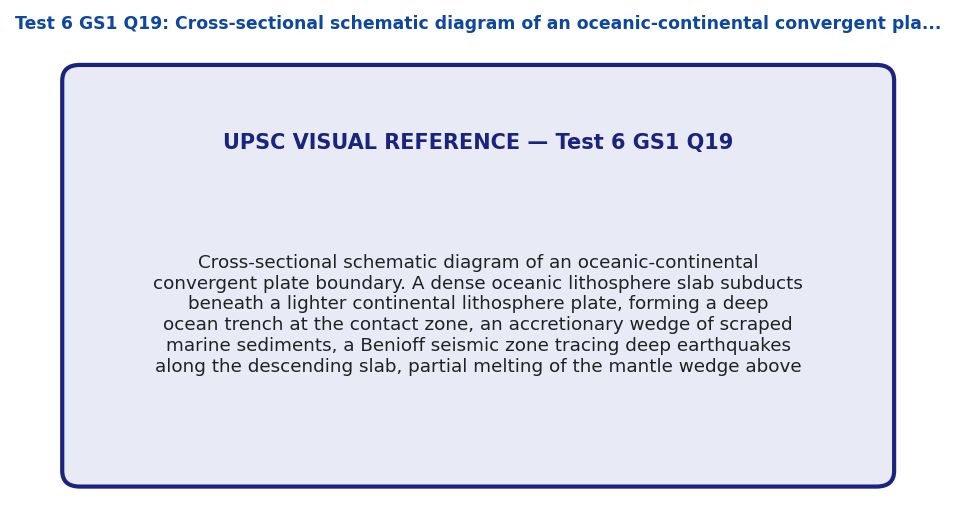 Test 6 GS1 Q19: Cross-sectional schematic diagram of an oceanic-continental convergent pla...
UPSC VISUAL REFERENCE — Test 6 GS1 Q19
Cross-sectional schematic diagram of an oceanic-continental
convergent plate boundary. A dense oceanic lithosphere slab subducts
beneath a lighter continental lithosphere plate, forming a deep
ocean trench at the contact zone, an accretionary wedge of scraped
marine sediments, a Benioff seismic zone tracing deep earthquakes
along the descending slab, partial melting of the mantle wedge above